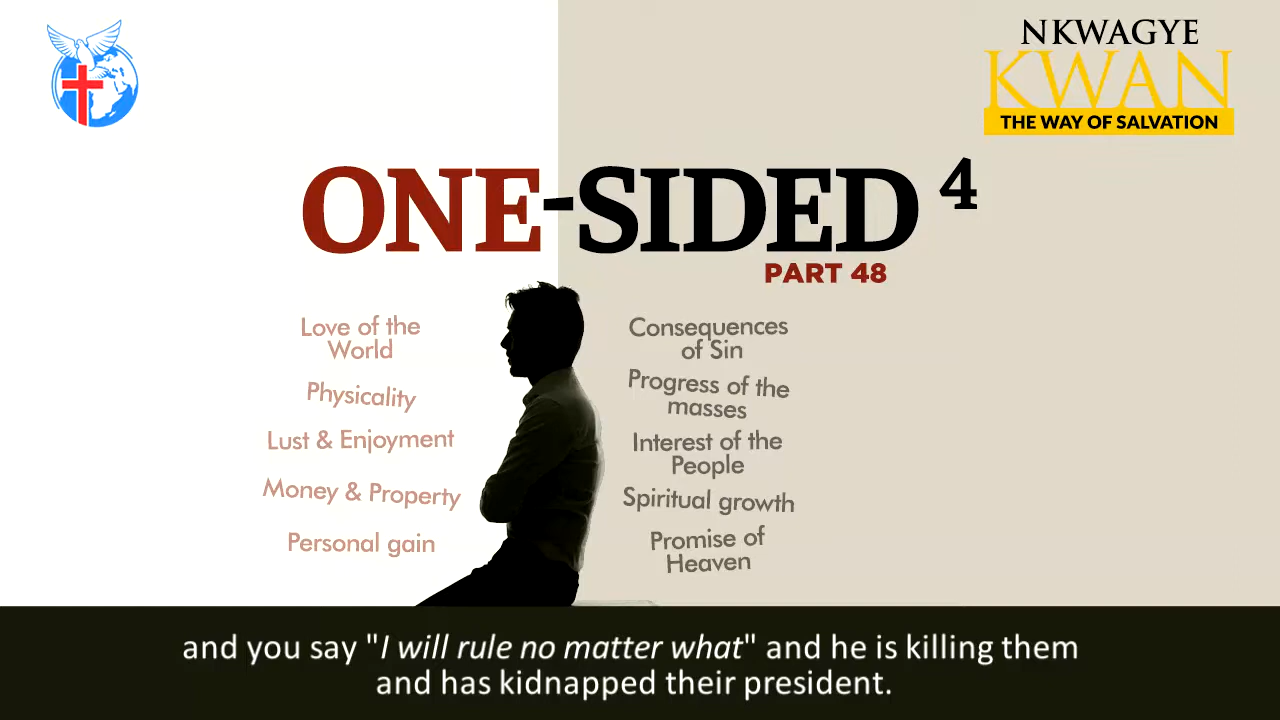 NKWAGYE
KWAN
THE WAY OF SALVATION
ONE-SIDED 4
PART 48
Love of the
World
Physicality
Lust & Enjoyment
Money & Property
Personal gain
Consequences
of Sin
Progress of the
masses
Interest of the
People
Spiritual growth
Promise of
Heaven
and you say "I will rule no matter what" and he is killing them
and has kidnapped their president.